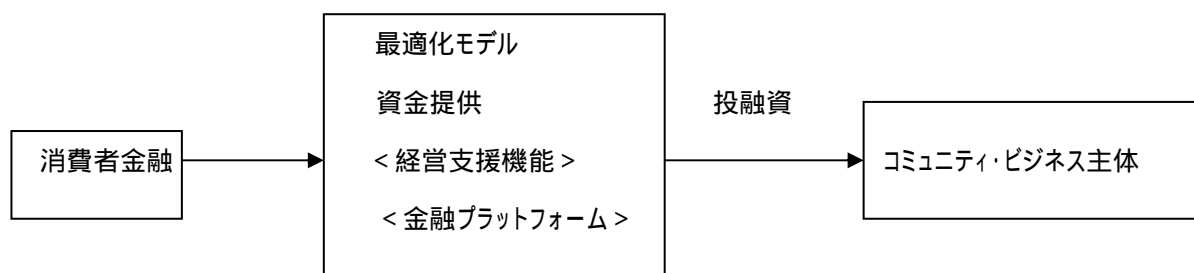 消費者金融
最適化モデル
資金提供
<経営支援機能>
<金融プラットフォーム>
投融資
コミュニティ・ビジネス主体